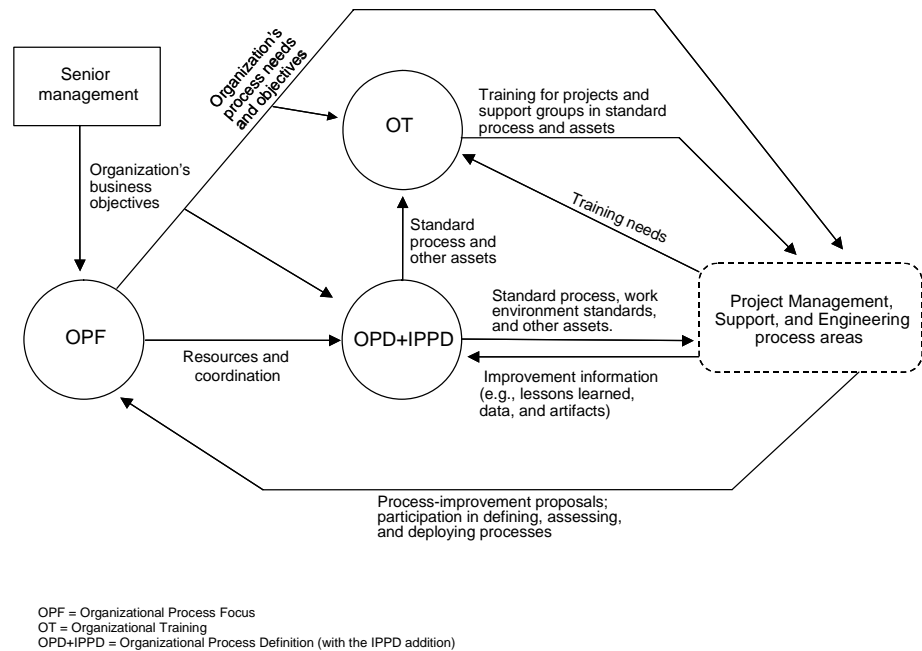 Senior
management
Organization's
process needs
and objectives
OT
Training for projects and
support groups in standard
process and assets
Organization's
business
objectives
Training needs
Standard
process and
other assets
OPF
Resources and
coordination
OPD+IPPD
Standard process, work
environment standards,
and other assets.
Project Management,
Support, and Engineering
process areas
Improvement information
(e.g., lessons learned,
data, and artifacts)
Process-improvement proposals;
participation in defining, assessing,
and deploying processes
OPF = Organizational Process Focus
OT = Organizational Training
OPD+IPPD = Organizational Process Definition (with the IPPD addition)